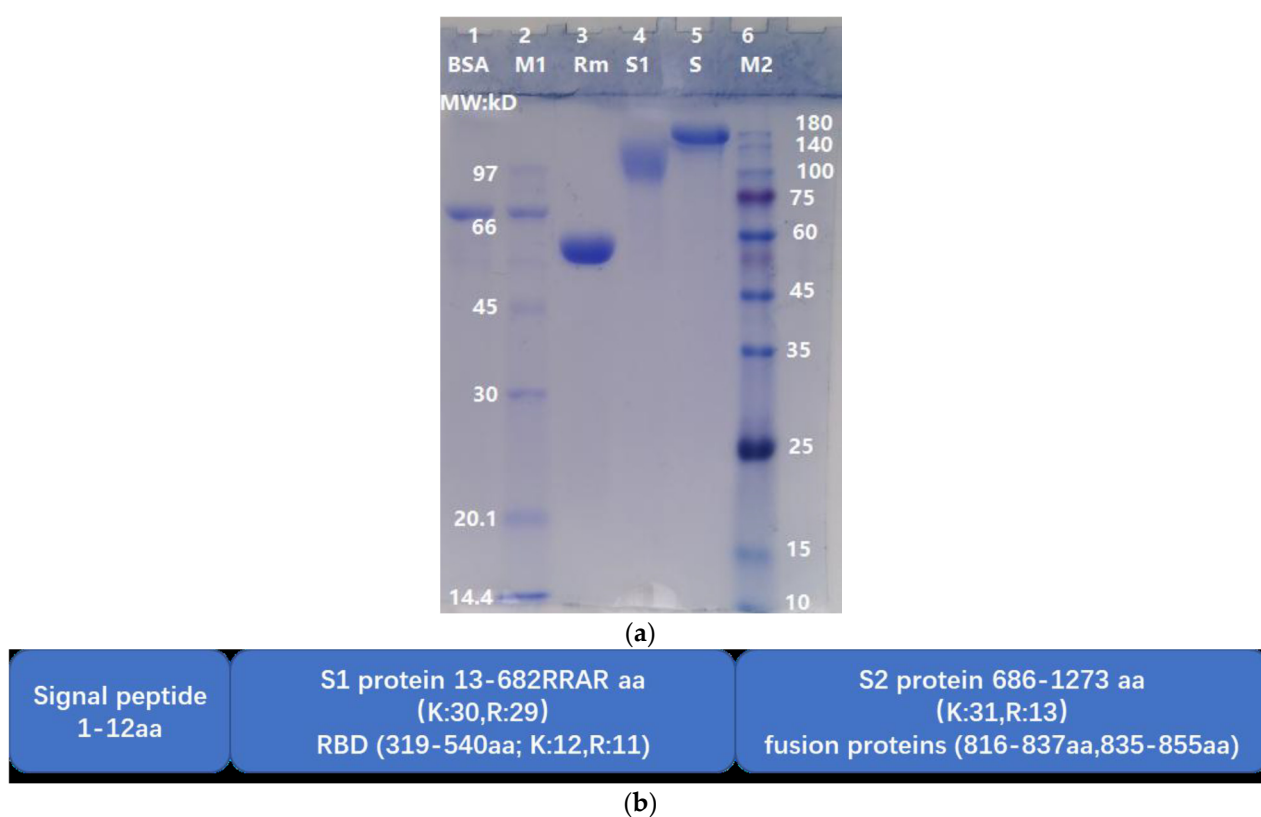 1 2 3 4 5 6
BSA M1 Rm S1 S M2
MW:kD
180
140
97
100
75
66
60
45
45
35
30
25
20.1
15
14.4
10
(a)
Signal peptide
1-12aa
S1 protein 13-682RRAR aa
(K:30,R:29)
RBD (319-540aa; K:12,R:11)
S2 protein 686-1273 aa
(K:31,R:13)
fusion proteins (816-837aa,835-855aa)
(b)